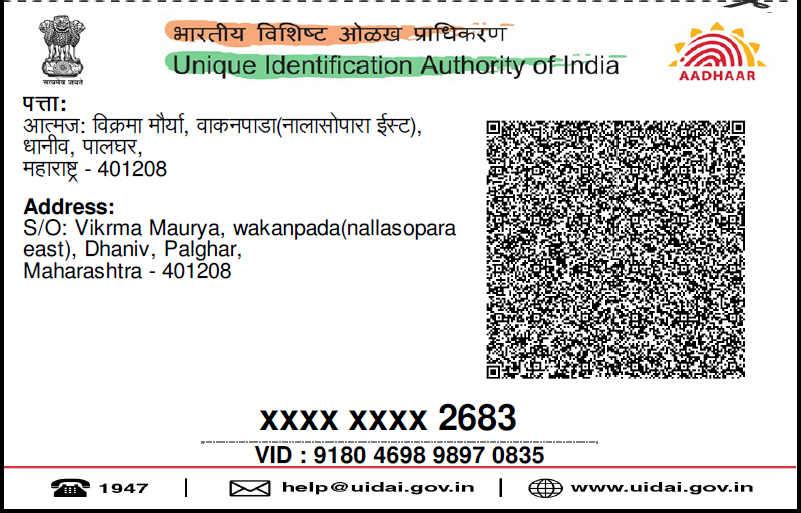 भारतीय विशिष्ट ओळख प्राधिकरण
Unique Identification Authority of India
सत्यमेव जयते
AADHAAR
पत्ता:
आत्मज: विक्रमा मौर्या, वाकनपाडा(नालासोपारा ईस्ट),
धानीव, पालघर,
महाराष्ट्र - 401208
Address:
S/O: Vikrma Maurya, wakanpada(nallasopara
east), Dhaniv, Palghar,
Maharashtra - 401208
xxxx xxxx 2683
VID : 9180 4698 9897 0835
1947 | help@uidai.gov.in | www.uidai.gov.in